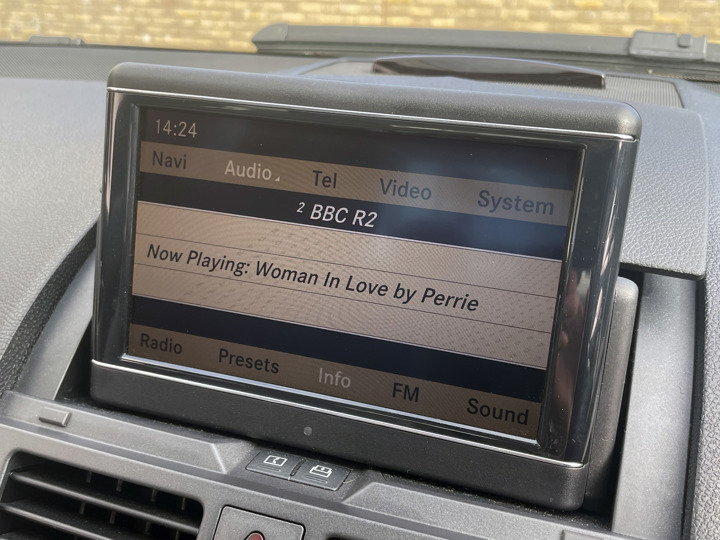 14:24
Navi Audio Tel Video System
2 BBC R2
Now Playing: Woman In Love by Perrie
Radio Presets Info FM Sound